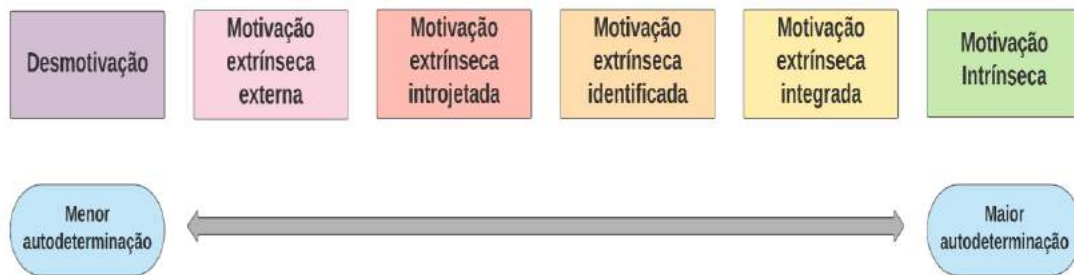 Desmotivação
Motivação
extrínseca
externa
Motivação
extrínseca
introjetada
Motivação
extrínseca
identificada
Motivação
extrínseca
integrada
Motivação
Intrínseca
Menor
autodeterminação
Maior
autodeterminação